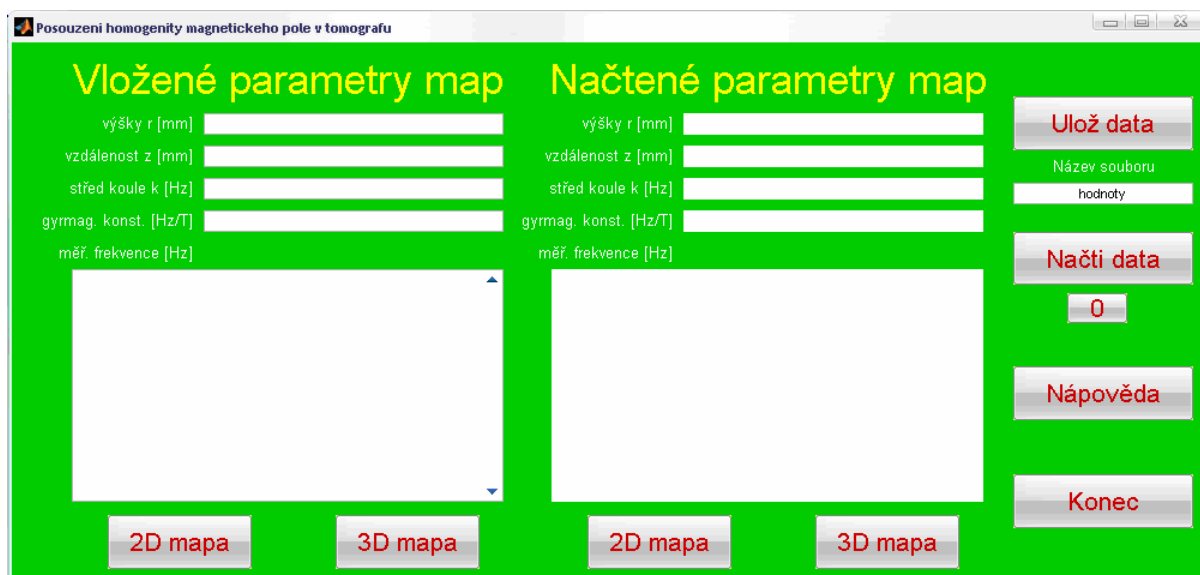 Posouzeni homogenity magnetickeho pole v tomografu
Vložené parametry map
výšky r [mm]
vzdálenost z [mm]
střed koule k [Hz]
gyrmag. konst. [Hz/T]
měř. frekvence [Hz]
2D mapa
3D mapa
Načtené parametry map
výšky r [mm]
vzdálenost z [mm]
střed koule k [Hz]
gyrmag. konst. [Hz/T]
měř. frekvence [Hz]
2D mapa
3D mapa
Ulož data
Název souboru
hodnoty
Načti data
0
Nápověda
Konec